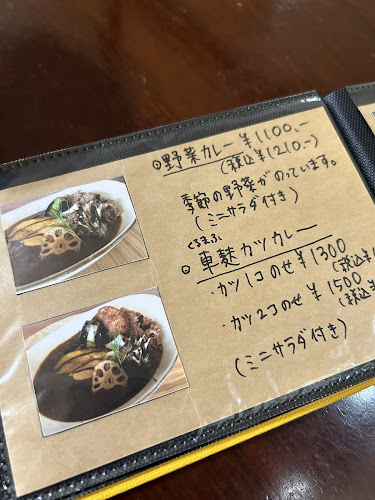 ◎野菜カレー ¥1100.-
(税込¥1210.-)
季節の野菜がのっています。
(ミニサラダ付き)
くるまふ
◎車麩カツカレー
・カツ1コのせ ¥1300
(税込¥1
・カツ2コのせ ¥1500
(税込¥
(ミニサラダ付き)